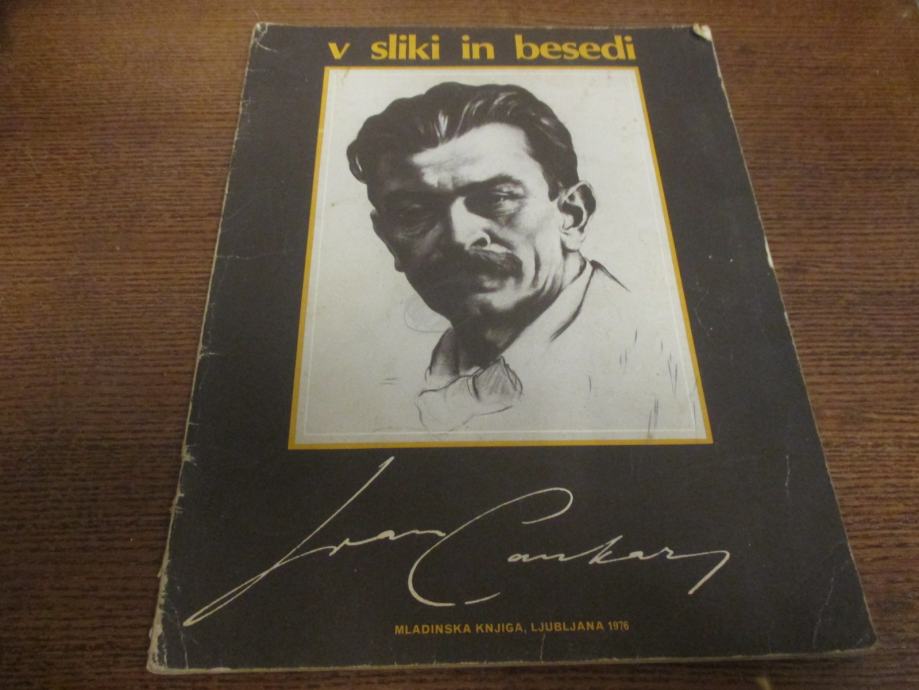 v sliki in besedi
Ivan Cankar
MLADINSKA KNJIGA, LJUBLJANA 1976